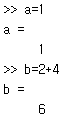 >> a=1
a =
     1
>> b=2+4
b =
     6